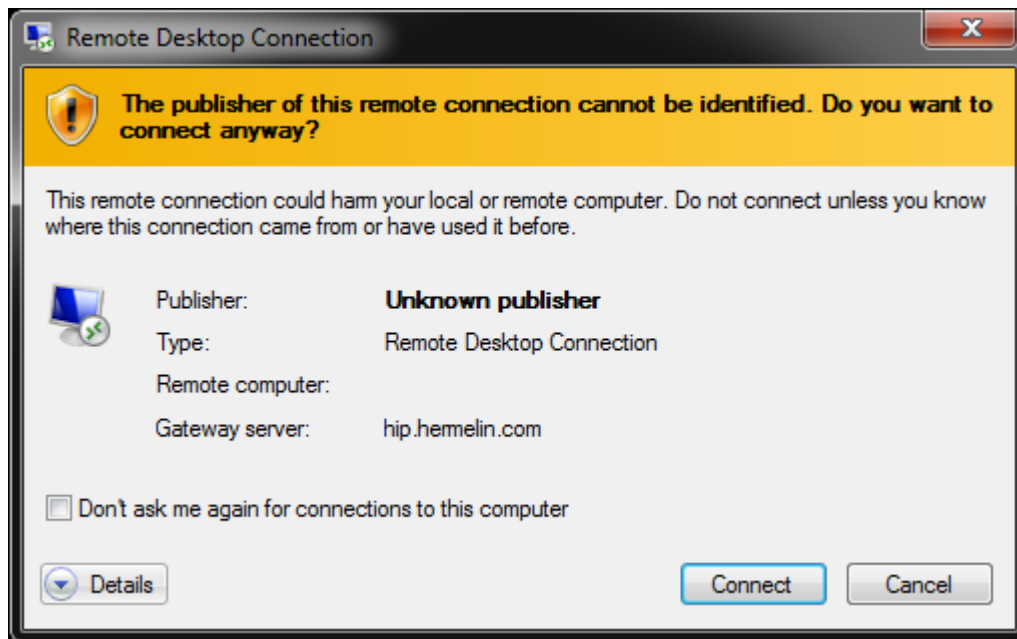 Remote Desktop Connection
The publisher of this remote connection cannot be identified. Do you want to
connect anyway?
This remote connection could harm your local or remote computer. Do not connect unless you know
where this connection came from or have used it before.
Publisher: Unknown publisher
Type: Remote Desktop Connection
Remote computer:
Gateway server: hip.hermelin.com
Don't ask me again for connections to this computer
Details Connect Cancel